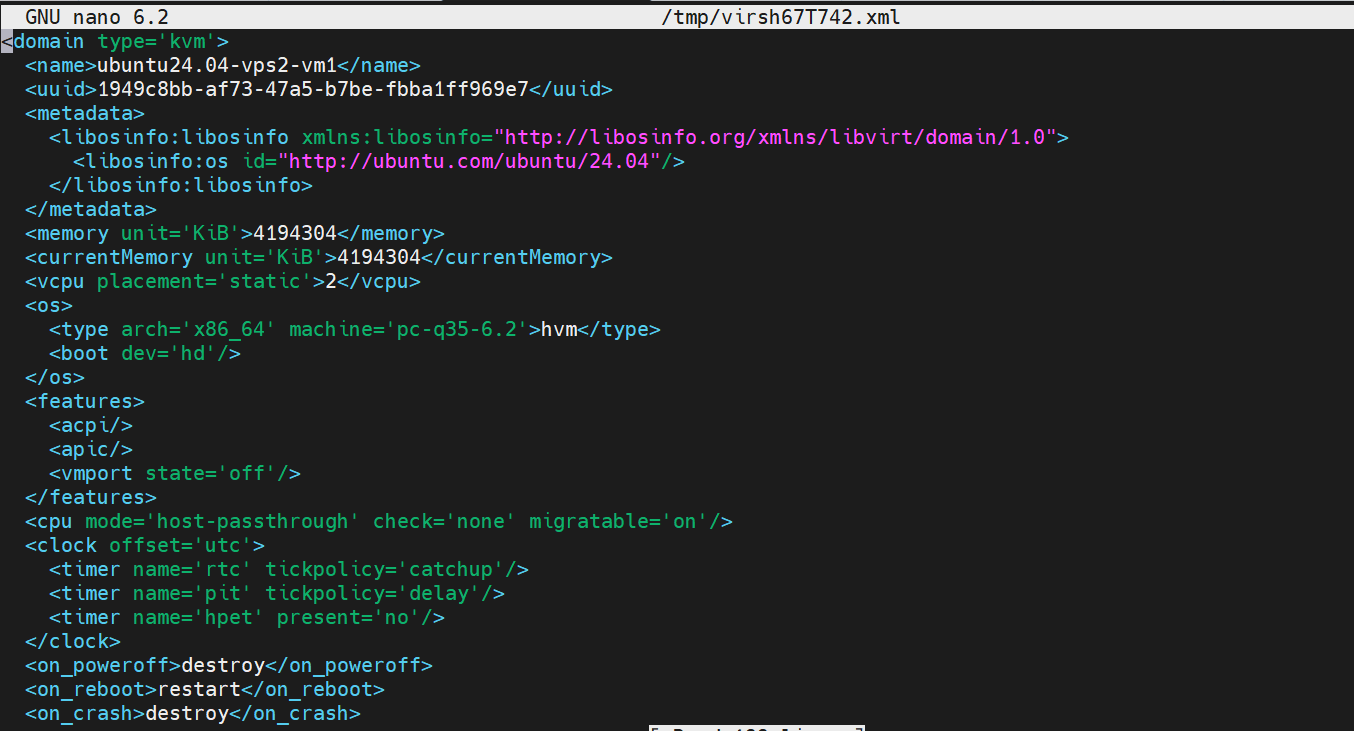 GNU nano 6.2 /tmp/virsh67T742.xml
<domain type='kvm'>
  <name>ubuntu24.04-vps2-vm1</name>
  <uuid>1949c8bb-af73-47a5-b7be-fbba1ff969e7</uuid>
  <metadata>
    <libosinfo:libosinfo xmlns:libosinfo="http://libosinfo.org/xmlns/libvirt/domain/1.0">
      <libosinfo:os id="http://ubuntu.com/ubuntu/24.04"/>
    </libosinfo:libosinfo>
  </metadata>
  <memory unit='KiB'>4194304</memory>
  <currentMemory unit='KiB'>4194304</currentMemory>
  <vcpu placement='static'>2</vcpu>
  <os>
    <type arch='x86_64' machine='pc-q35-6.2'>hvm</type>
    <boot dev='hd'/>
  </os>
  <features>
    <acpi/>
    <apic/>
    <vmport state='off'/>
  </features>
  <cpu mode='host-passthrough' check='none' migratable='on'/>
  <clock offset='utc'>
    <timer name='rtc' tickpolicy='catchup'/>
    <timer name='pit' tickpolicy='delay'/>
    <timer name='hpet' present='no'/>
  </clock>
  <on_poweroff>destroy</on_poweroff>
  <on_reboot>restart</on_reboot>
  <on_crash>destroy</on_crash>